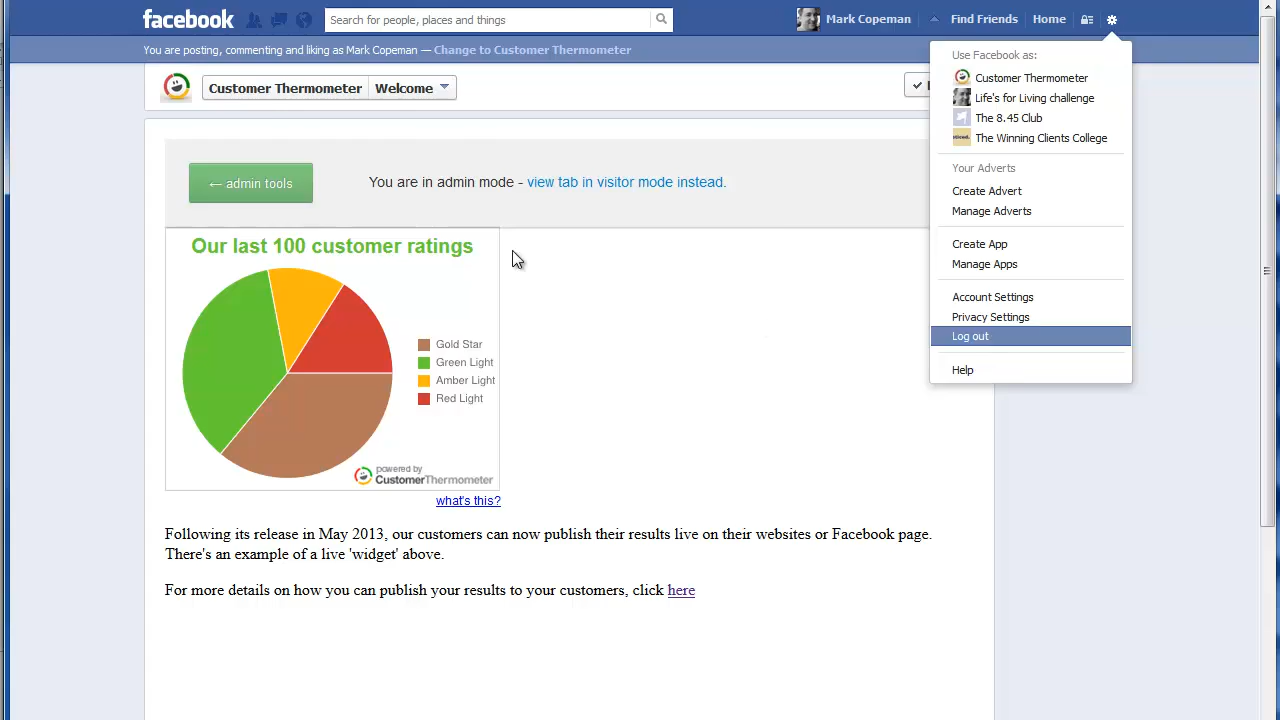 facebook
Search for people, places and things
Mark Copeman
Find Friends
Home
You are posting, commenting and liking as Mark Copeman — Change to Customer Thermometer
Customer Thermometer
Welcome
Use Facebook as:
Customer Thermometer
Life's for Living challenge
The 8.45 Club
The Winning Clients College
Your Adverts
Create Advert
Manage Adverts
Create App
Manage Apps
Account Settings
Privacy Settings
Log out
Help
← admin tools
You are in admin mode - view tab in visitor mode instead.
Our last 100 customer ratings
Gold Star
Green Light
Amber Light
Red Light
powered by
CustomerThermometer
what's this?
Following its release in May 2013, our customers can now publish their results live on their websites or Facebook page.
There's an example of a live 'widget' above.
For more details on how you can publish your results to your customers, click here